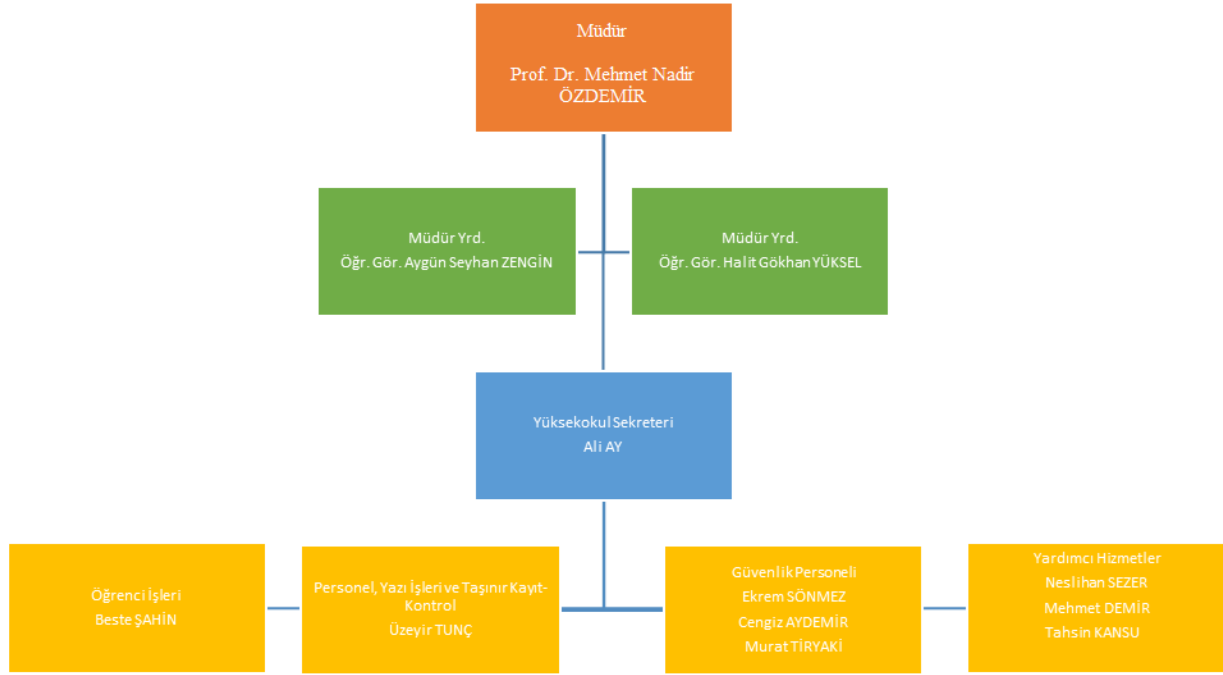 Müdür
Prof. Dr. Mehmet Nadir
ÖZDEMİR
Müdür Yrd.
Öğr. Gör. Aygün Seyhan ZENGİN
Müdür Yrd.
Öğr. Gör. Halit Gökhan YÜKSEL
Yüksekokul Sekreteri
Ali AY
Öğrenci İşleri
Beste ŞAHİN
Personel, Yazı İşleri ve Taşınır Kayıt-
Kontrol
Üzeyir TUNÇ
Güvenlik Personeli
Ekrem SÖNMEZ
Cengiz AYDEMİR
Murat TİRYAKİ
Yardımcı Hizmetler
Neslihan SEZER
Mehmet DEMİR
Tahsin KANSU